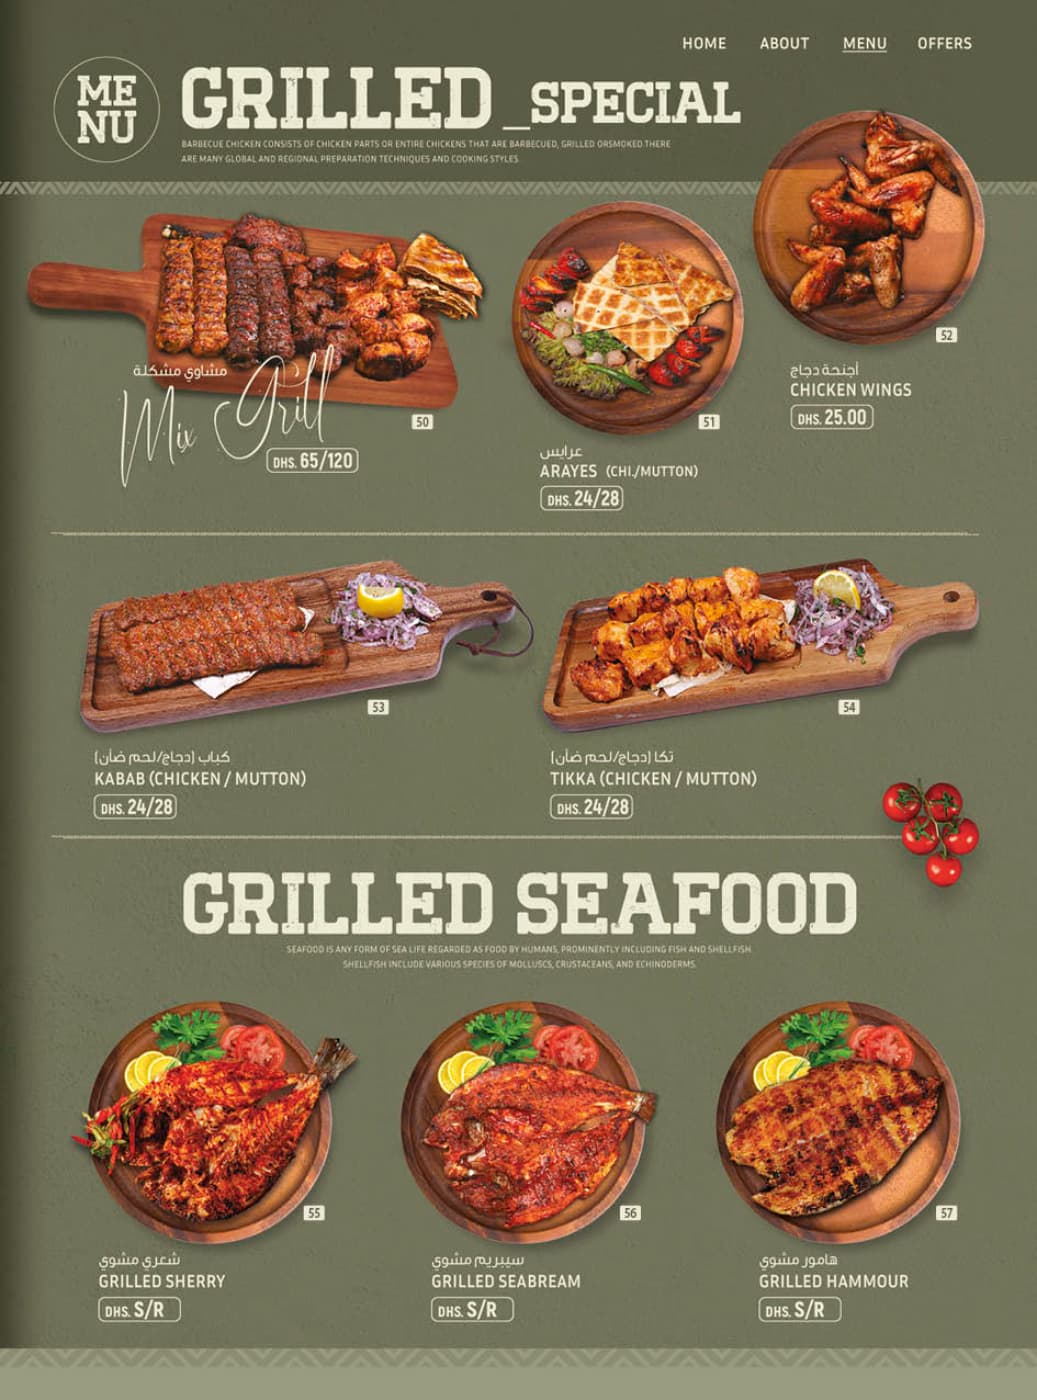 HOME ABOUT MENU OFFERS
ME
NU
GRILLED _SPECIAL
BARBECUE CHICKEN CONSISTS OF CHICKEN PARTS OR ENTIRE CHICKENS THAT ARE BARBECUED, GRILLED ORSMOKED.THERE
ARE MANY GLOBAL AND REGIONAL PREPARATION TECHNIQUES AND COOKING STYLES.
50
مشاوي مشكلة
Mix Grill
DHS. 65/120
51
عرايس
ARAYES (CHI./MUTTON)
DHS. 24/28
52
أجنحة دجاج
CHICKEN WINGS
DHS. 25.00
53
كباب (دجاج/لحم ضأن)
KABAB (CHICKEN / MUTTON)
DHS. 24/28
54
تكا (دجاج/لحم ضأن)
TIKKA (CHICKEN / MUTTON)
DHS. 24/28
GRILLED SEAFOOD
SEAFOOD IS ANY FORM OF SEA LIFE REGARDED AS FOOD BY HUMANS, PROMINENTLY INCLUDING FISH AND SHELLFISH.
SHELLFISH INCLUDE VARIOUS SPECIES OF MOLLUSCS, CRUSTACEANS, AND ECHINODERMS.
55
شعري مشوي
GRILLED SHERRY
DHS. S/R
56
سيبريم مشوي
GRILLED SEABREAM
DHS. S/R
57
هامور مشوي
GRILLED HAMMOUR
DHS. S/R